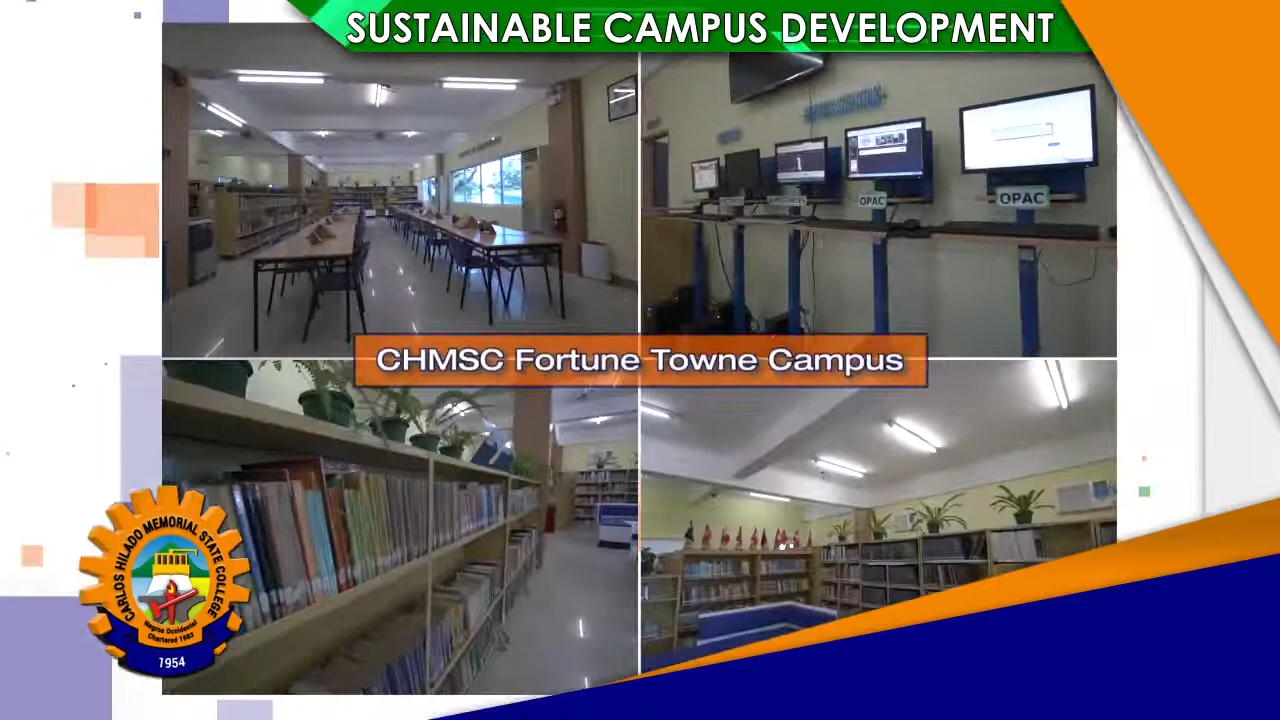 SUSTAINABLE CAMPUS DEVELOPMENT
OPAC
OPAC
CHMSC Fortune Towne Campus
CARLOS HILADO MEMORIAL STATE COLLEGE
Negros Occidental
Chartered 1983
1954